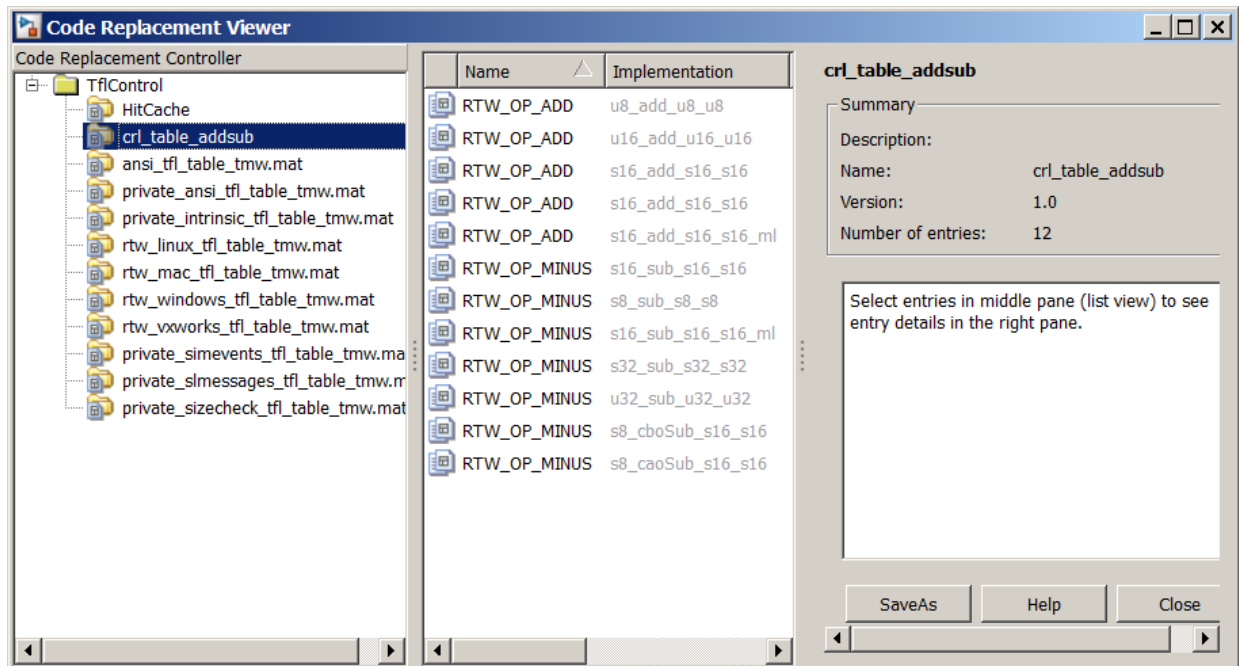 Code Replacement Viewer
Code Replacement Controller
TflControl
HitCache
crl_table_addsub
ansi_tfl_table_tmw.mat
private_ansi_tfl_table_tmw.mat
private_intrinsic_tfl_table_tmw.mat
rtw_linux_tfl_table_tmw.mat
rtw_mac_tfl_table_tmw.mat
rtw_windows_tfl_table_tmw.mat
rtw_vxworks_tfl_table_tmw.mat
private_simevents_tfl_table_tmw.ma
private_slmessages_tfl_table_tmw.m
private_sizecheck_tfl_table_tmw.mat
Name Implementation
RTW_OP_ADD u8_add_u8_u8
RTW_OP_ADD u16_add_u16_u16
RTW_OP_ADD s16_add_s16_s16
RTW_OP_ADD s16_add_s16_s16
RTW_OP_ADD s16_add_s16_s16_ml
RTW_OP_MINUS s16_sub_s16_s16
RTW_OP_MINUS s8_sub_s8_s8
RTW_OP_MINUS s16_sub_s16_s16_ml
RTW_OP_MINUS s32_sub_s32_s32
RTW_OP_MINUS u32_sub_u32_u32
RTW_OP_MINUS s8_cboSub_s16_s16
RTW_OP_MINUS s8_caoSub_s16_s16
crl_table_addsub
Summary
Description:
Name: crl_table_addsub
Version: 1.0
Number of entries: 12
Select entries in middle pane (list view) to see
entry details in the right pane.
SaveAs Help Close